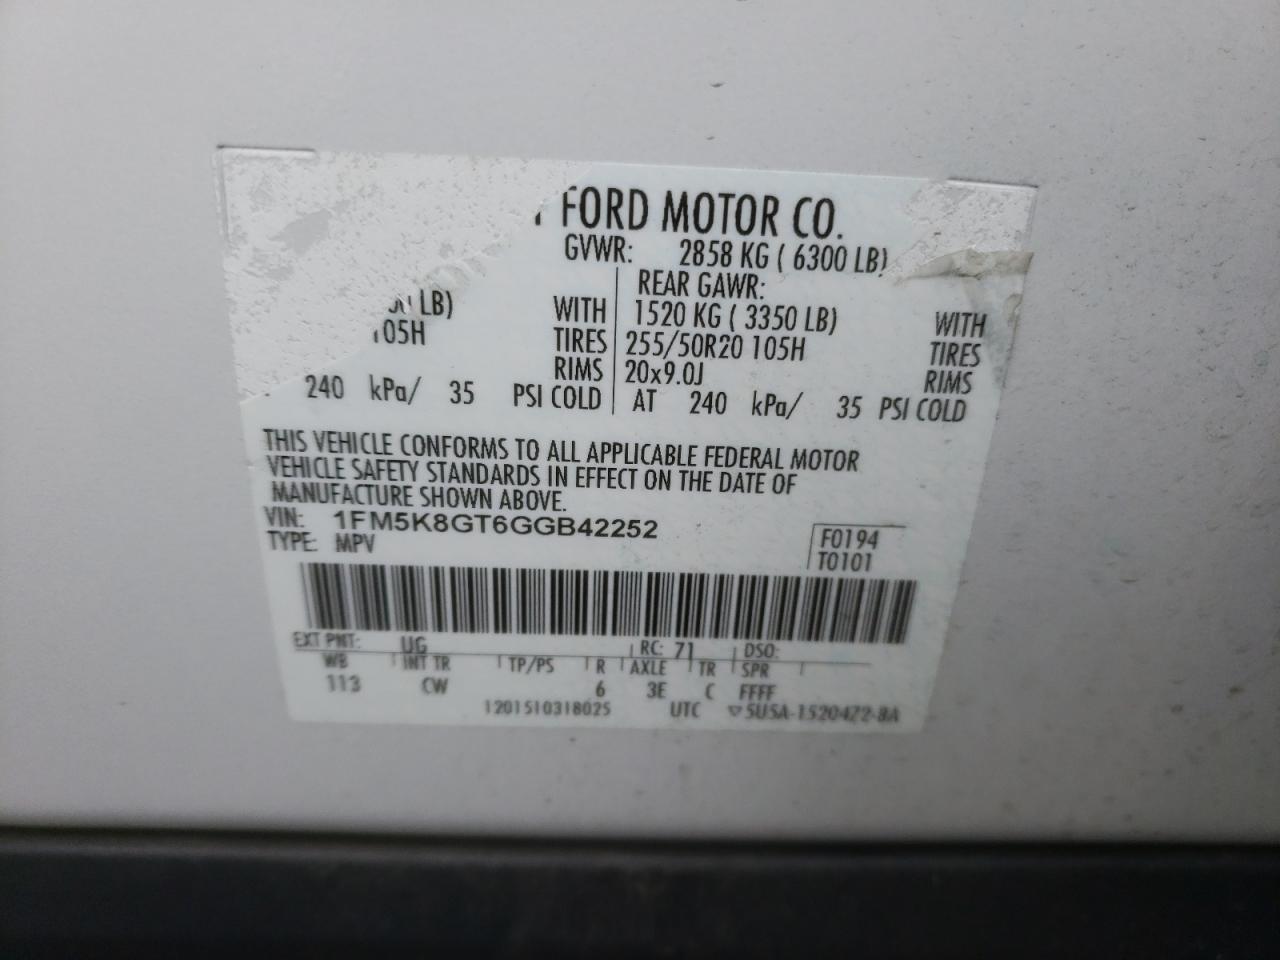 FORD MOTOR CO.
GVWR: 2858 KG ( 6300 LB)
REAR GAWR:
LB) WITH 1520 KG ( 3350 LB) WITH
105H TIRES 255/50R20 105H TIRES
RIMS 20x9.0J RIMS
240 kPa/ 35 PSI COLD AT 240 kPa/ 35 PSI COLD
THIS VEHICLE CONFORMS TO ALL APPLICABLE FEDERAL MOTOR
VEHICLE SAFETY STANDARDS IN EFFECT ON THE DATE OF
MANUFACTURE SHOWN ABOVE.
VIN: 1FM5K8GT6GGB42252
F0194
TYPE: MPV
T0101
EXT PNT: UG RC: 71 DSO:
WB INT TR TP/PS R AXLE TR SPR
113 CW 6 3E C FFFF
1201510318025 UTC ▽5U5A-1520472-BA